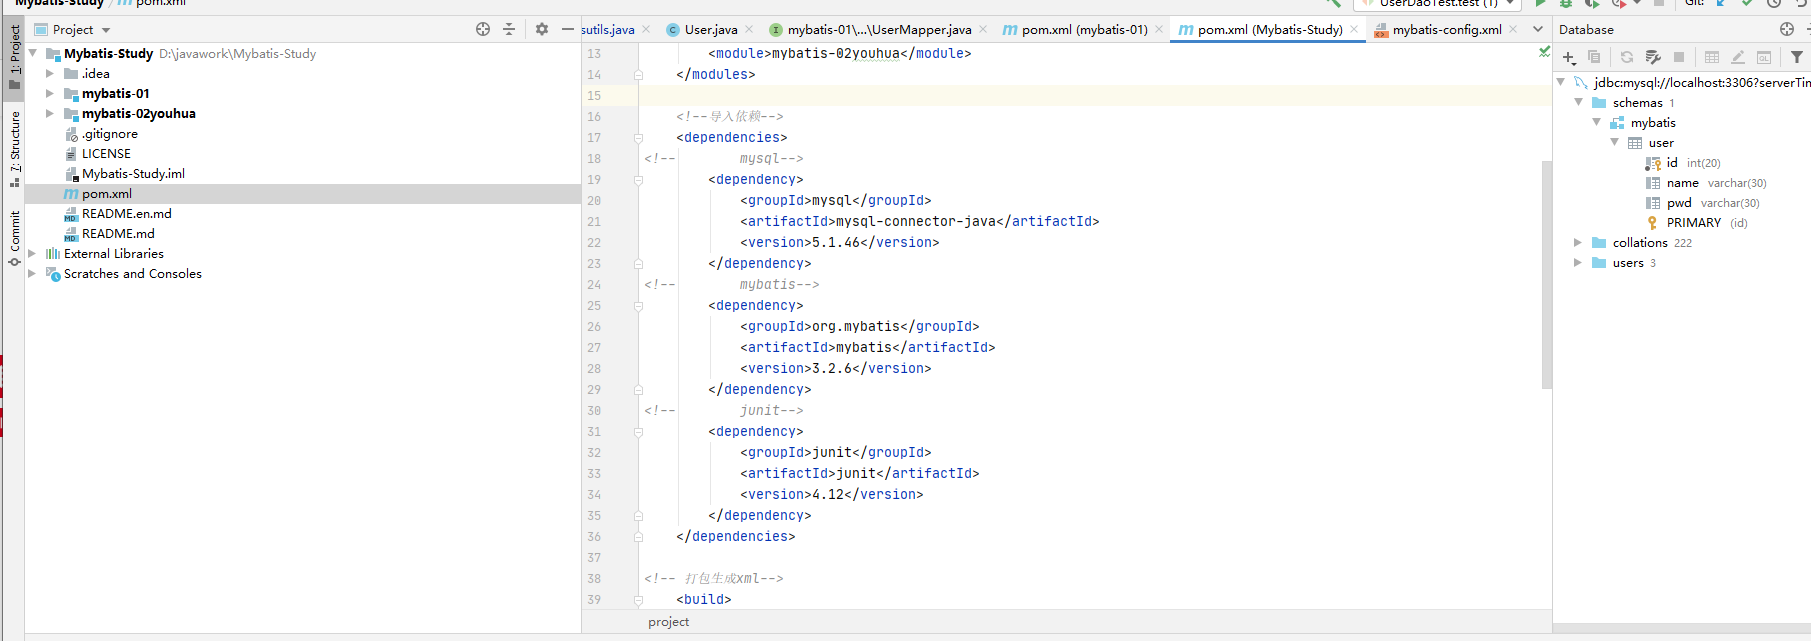 Mybatis-Study / pom.xml
UserDaoTest.test (1)
Git:
1: Project
7: Structure
Commit
Project
Mybatis-Study D:\javawork\Mybatis-Study
.idea
mybatis-01
mybatis-02youhua
.gitignore
LICENSE
Mybatis-Study.iml
pom.xml
README.en.md
README.md
External Libraries
Scratches and Consoles
sutils.java
User.java
mybatis-01\...\UserMapper.java
pom.xml (mybatis-01)
pom.xml (Mybatis-Study)
mybatis-config.xml
13 <module>mybatis-02youhua</module>
14 </modules>
15
16 <!--导入依赖-->
17 <dependencies>
18 <!-- mysql-->
19 <dependency>
20 <groupId>mysql</groupId>
21 <artifactId>mysql-connector-java</artifactId>
22 <version>5.1.46</version>
23 </dependency>
24 <!-- mybatis-->
25 <dependency>
26 <groupId>org.mybatis</groupId>
27 <artifactId>mybatis</artifactId>
28 <version>3.2.6</version>
29 </dependency>
30 <!-- junit-->
31 <dependency>
32 <groupId>junit</groupId>
33 <artifactId>junit</artifactId>
34 <version>4.12</version>
35 </dependency>
36 </dependencies>
37
38 <!-- 打包生成xml-->
39 <build>
project
Database
jdbc:mysql://localhost:3306?serverTim
schemas 1
mybatis
user
id int(20)
name varchar(30)
pwd varchar(30)
PRIMARY (id)
collations 222
users 3